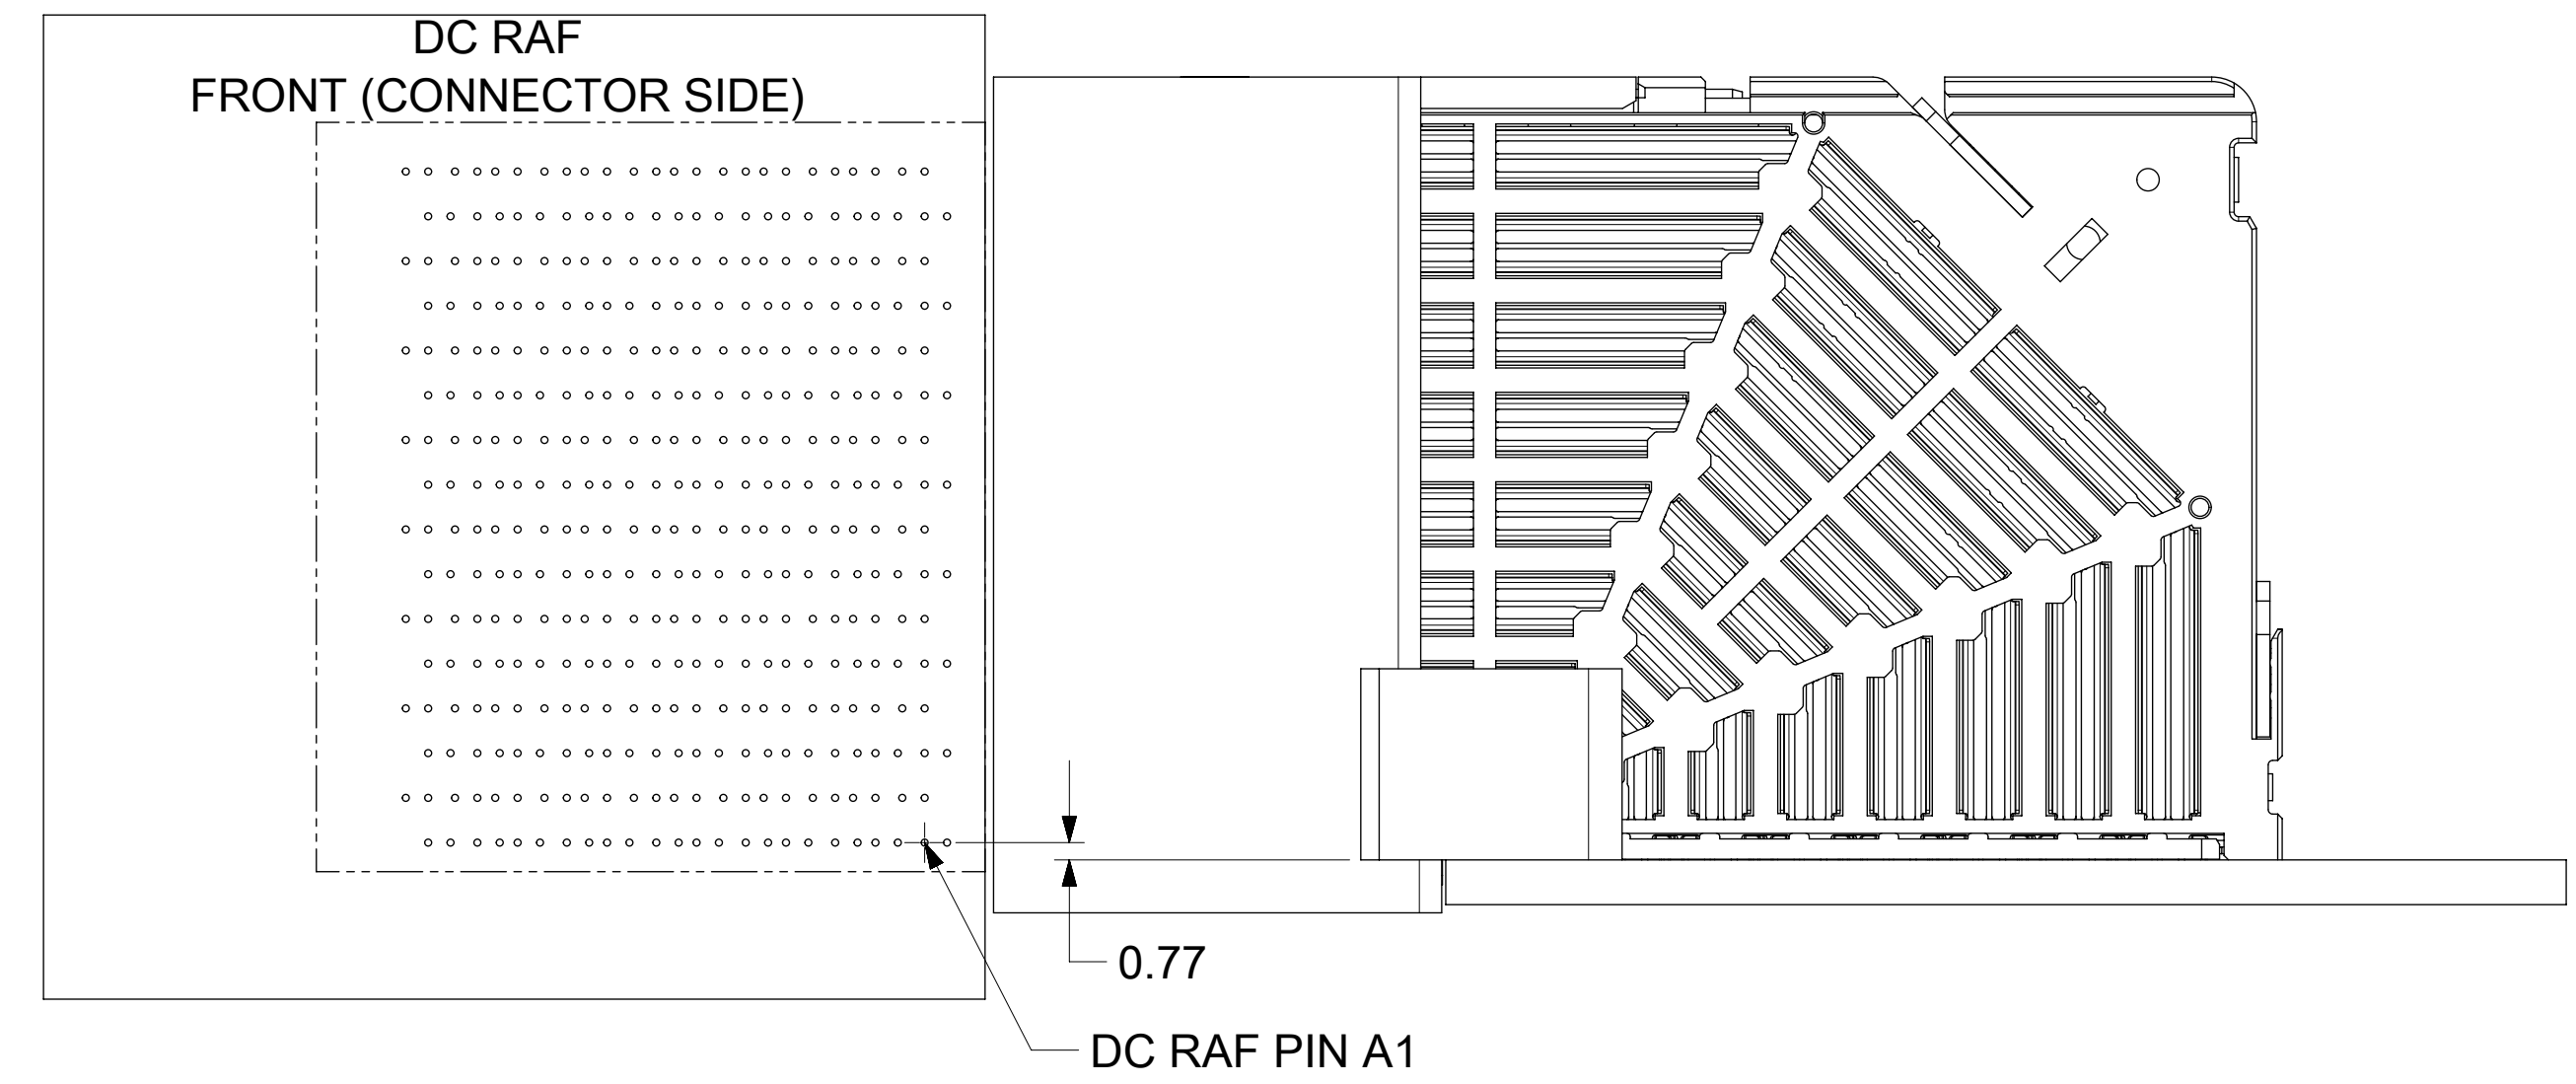 DC RAF
FRONT (CONNECTOR SIDE)
0.77
DC RAF PIN A1